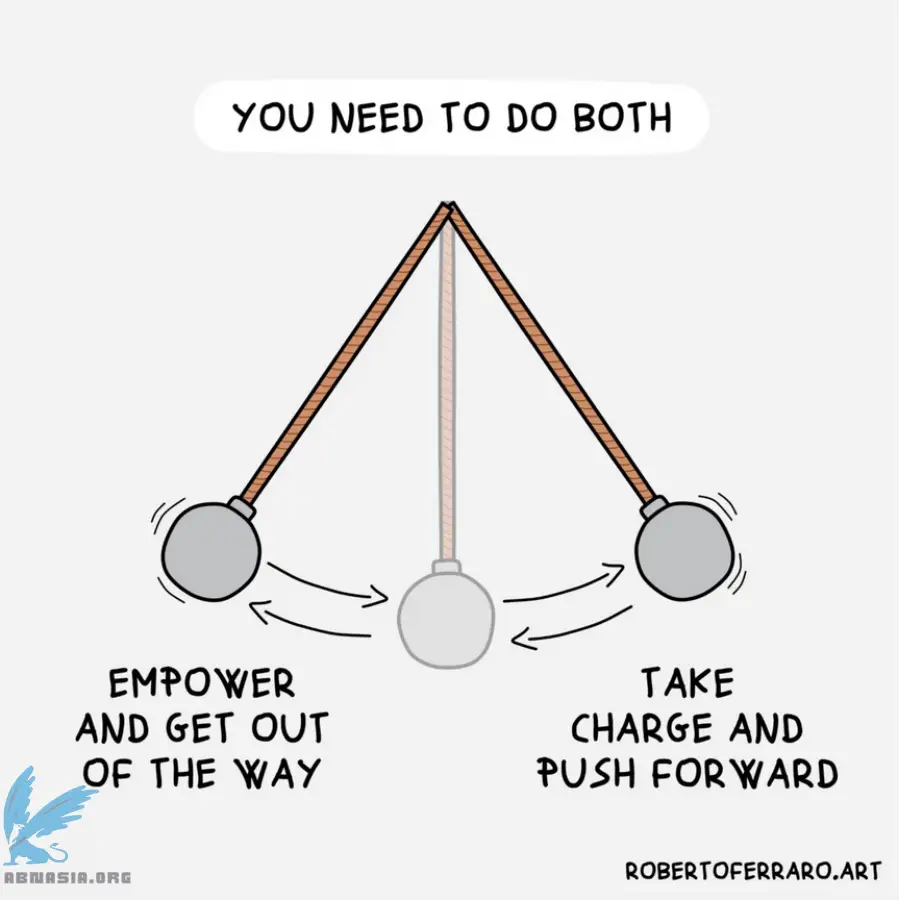 YOU NEED TO DO BOTH
EMPOWER
AND GET OUT
OF THE WAY
TAKE
CHARGE AND
PUSH FORWARD
ABNASIA.ORG
ROBERTOFERRARO.ART